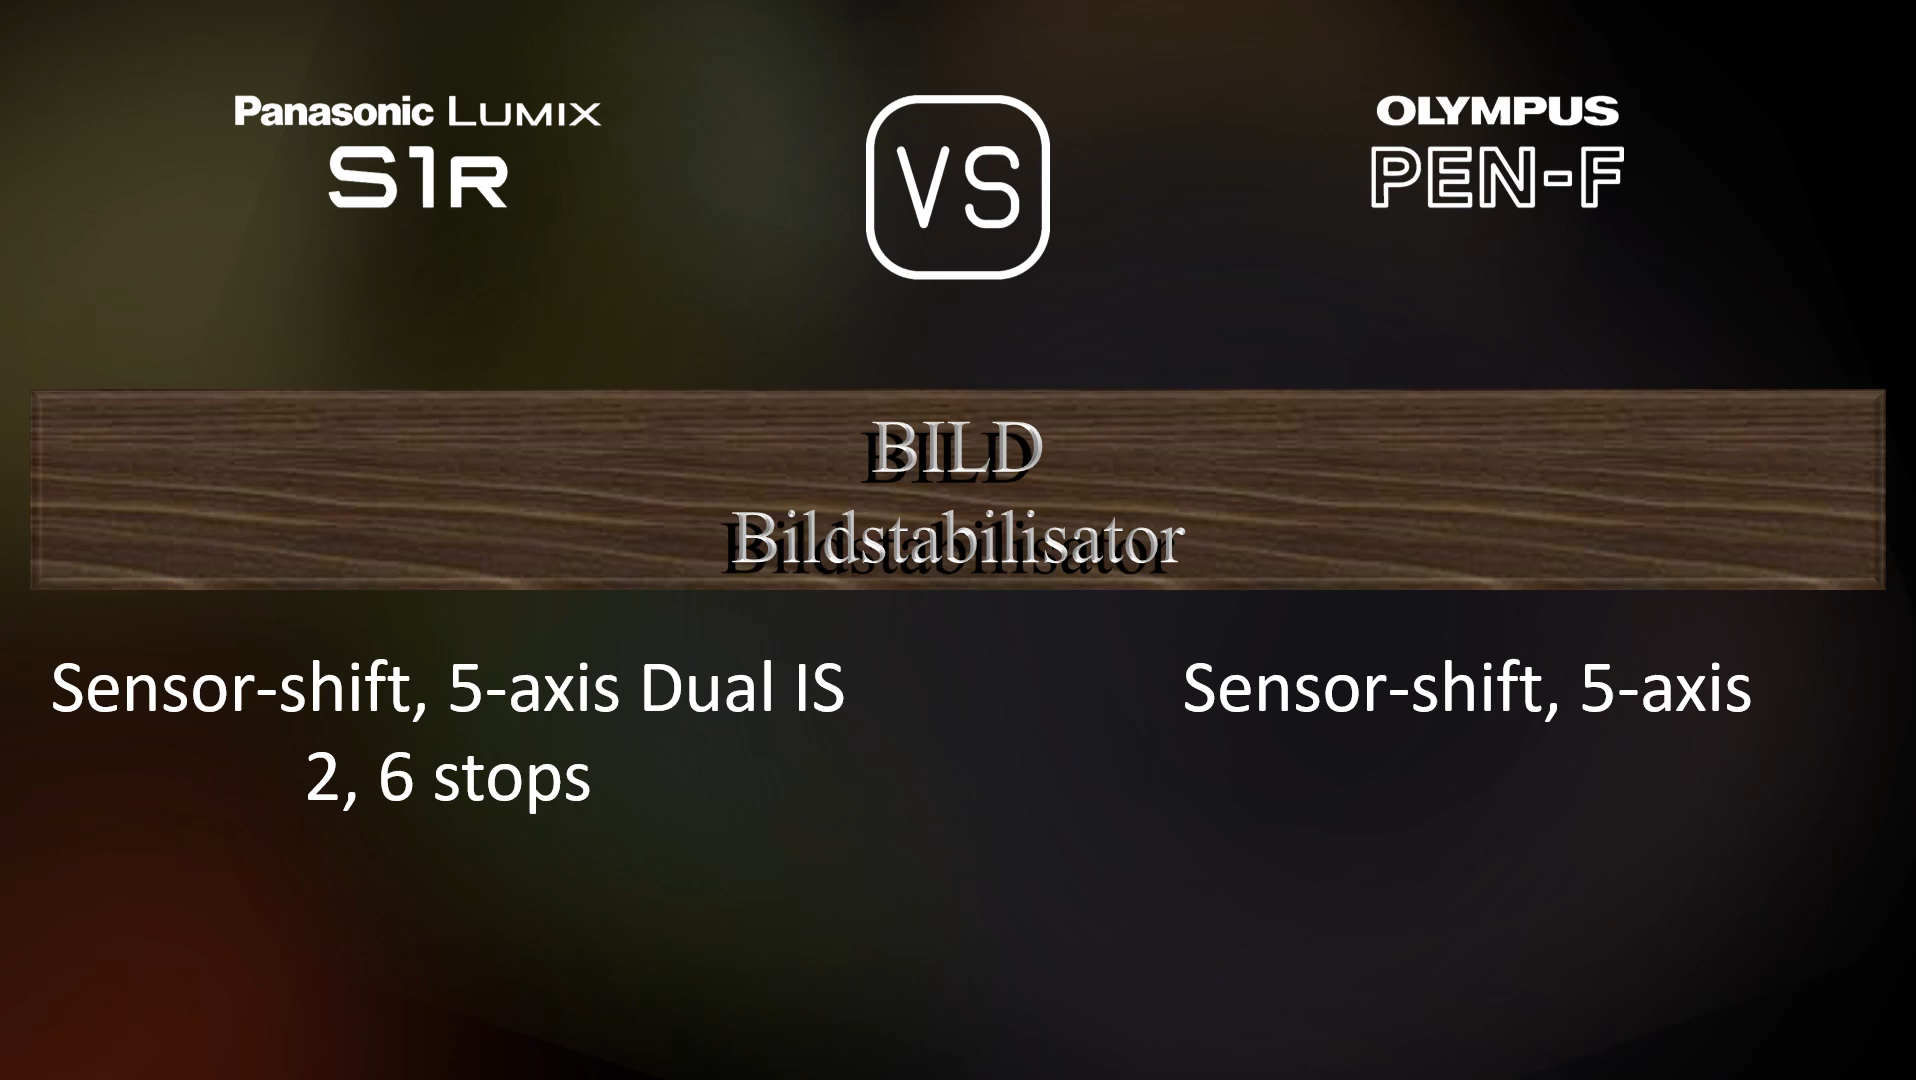 Panasonic LUMIX
S1R
VS
OLYMPUS
PEN-F
BILD
Bildstabilisator
Sensor-shift, 5-axis Dual IS
2, 6 stops
Sensor-shift, 5-axis